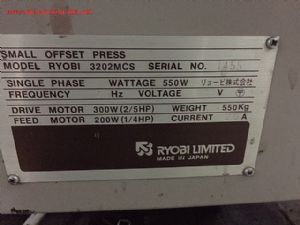 SMALL OFFSET PRESS
MODEL RYOBI 3202MCS SERIAL NO. 1455
SINGLE PHASE WATTAGE 550W リョービ株式会社
FREQUENCY Hz VOLTAGE V
DRIVE MOTOR 300W (2/5HP) WEIGHT 550Kg
FEED MOTOR 200W (1/4HP) CURRENT A
RYOBI LIMITED
MADE IN JAPAN